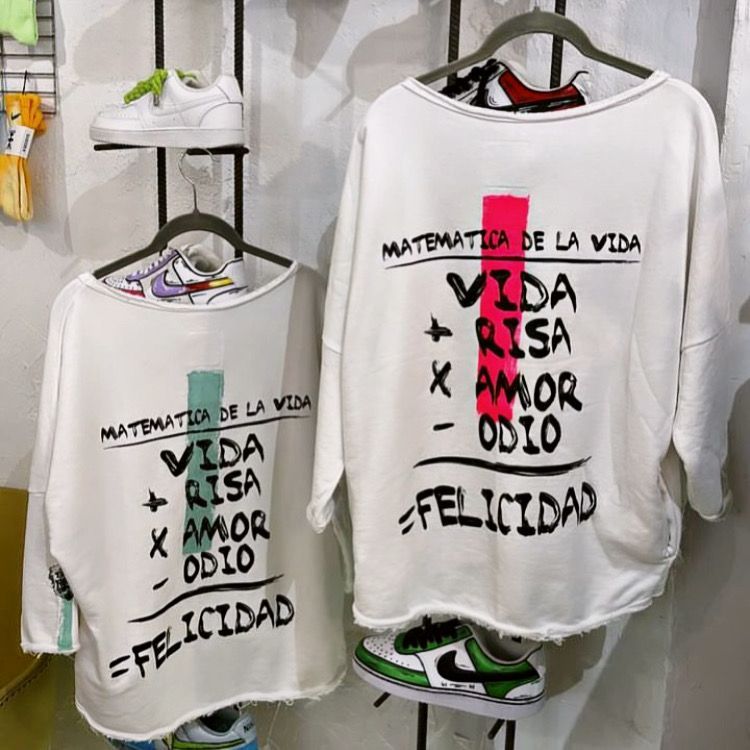 MATEMATICA DE LA VIDA
VIDA
+ RISA
X AMOR
- ODIO
=FELICIDAD
MATEMATICA DE LA VIDA
VIDA
+ RISA
X AMOR
- ODIO
=FELICIDAD